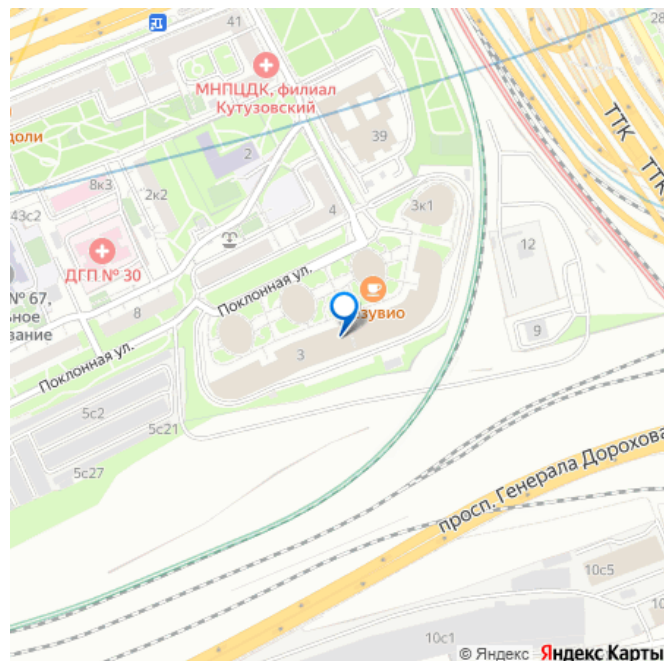 41
28
МНПЦДК, филиал
Кутузовский
ТТК
ТТК
39
доли
2
8к3
2к2
43с2
4
3к1
12
ДГП № 30
№ 67,
ьное
вание
Поклонная ул.
8
зувио
9
3
Поклонная ул.
5с2
5с21
5с27
просп. Генерала Дорохова
10с5
10с1
© Яндекс Яндекс Карты